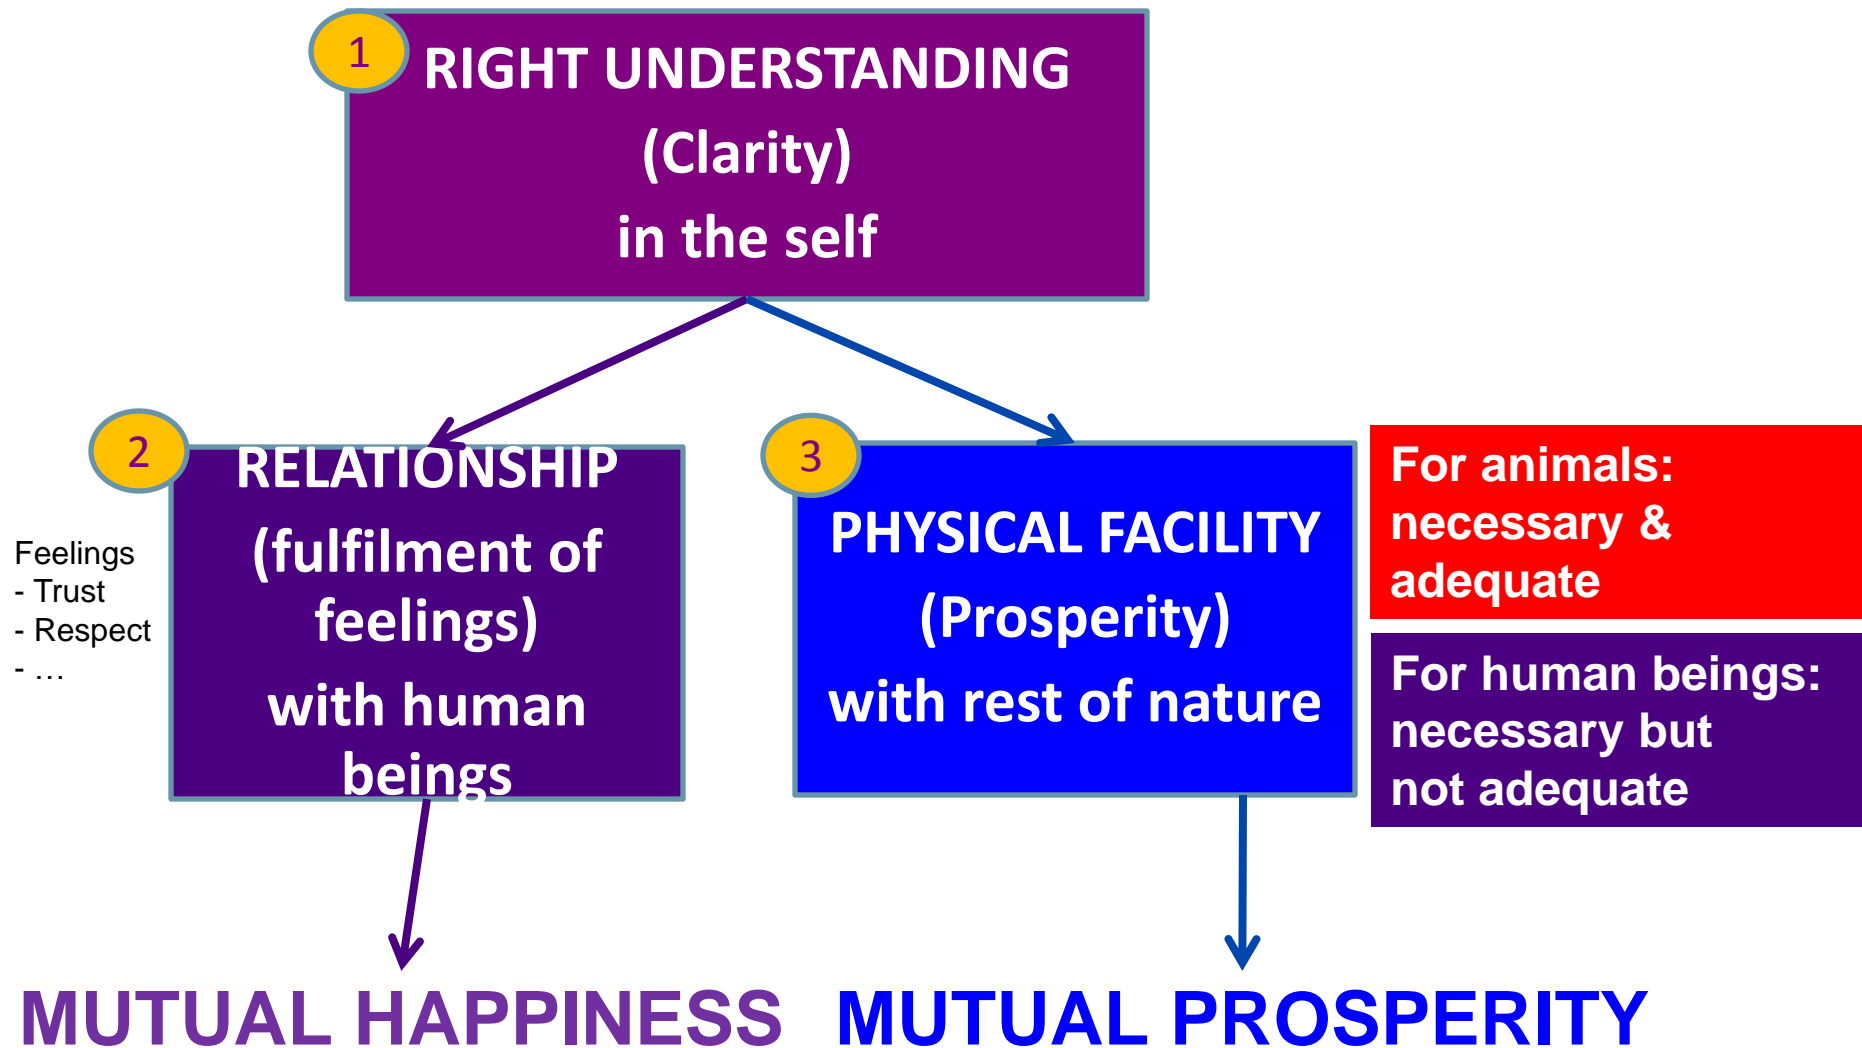 1
RIGHT UNDERSTANDING
(Clarity)
in the self
2
RELATIONSHIP
(fulfilment of
feelings)
with human
beings
Feelings
- Trust
- Respect
- …
3
PHYSICAL FACILITY
(Prosperity)
with rest of nature
For animals:
necessary &
adequate
For human beings:
necessary but
not adequate
MUTUAL HAPPINESS
MUTUAL PROSPERITY